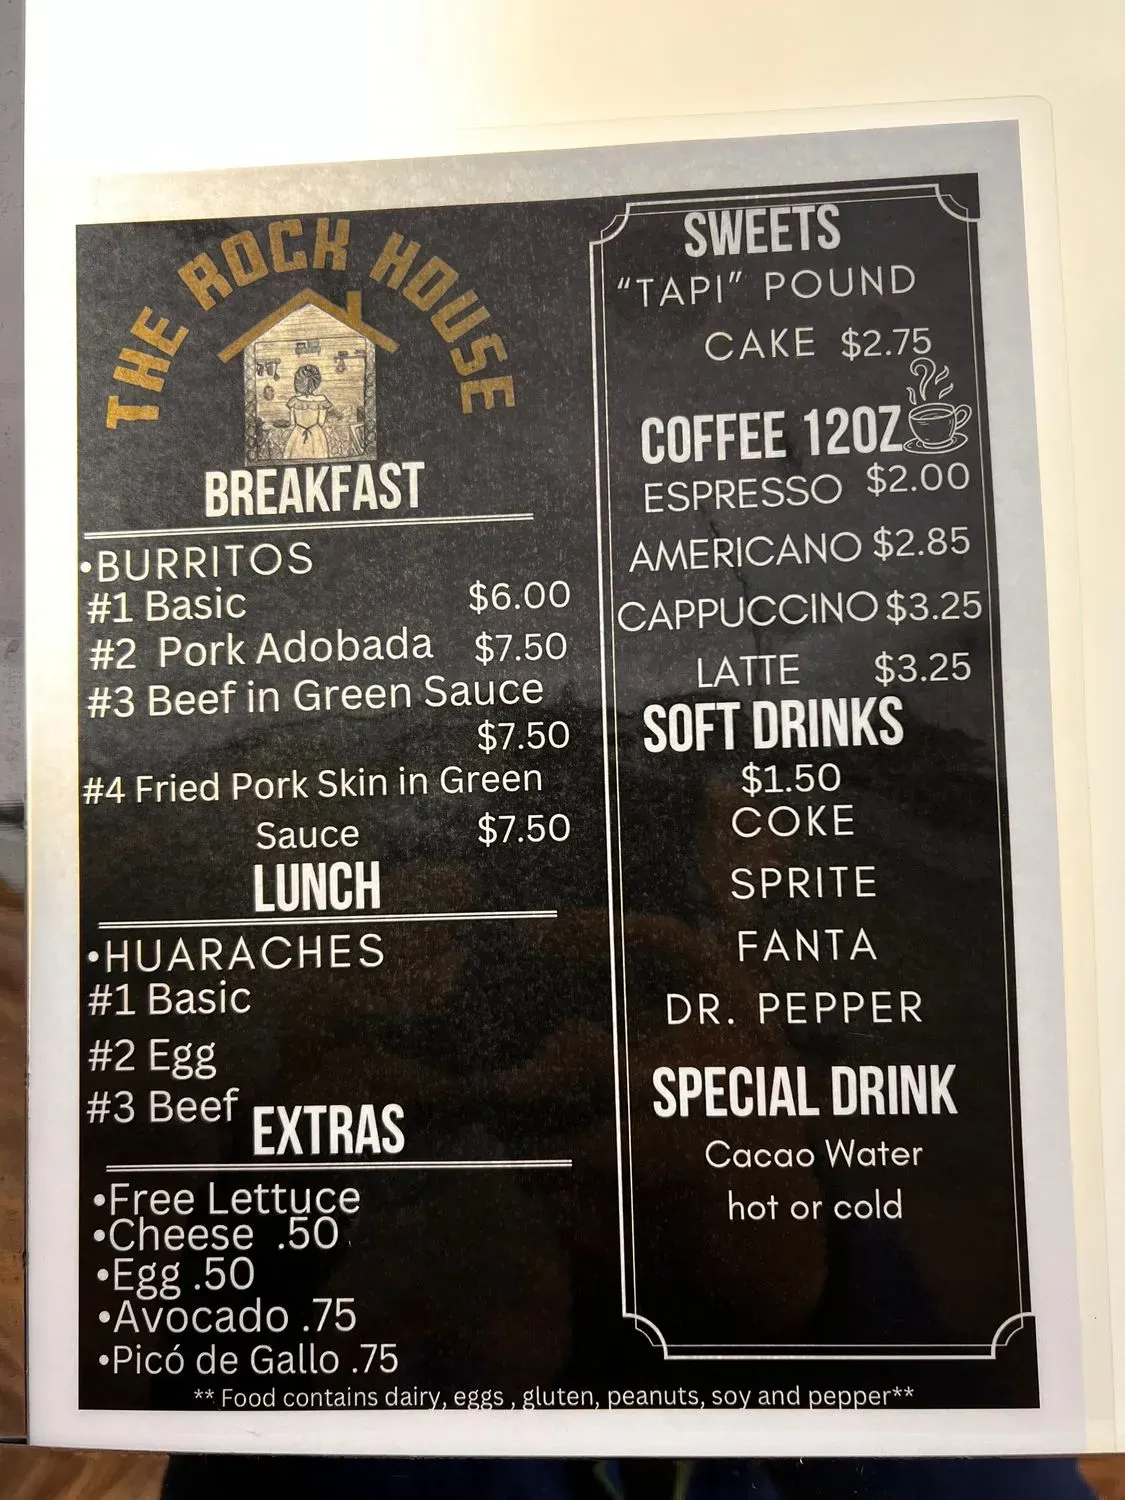 THE ROCK HOUSE
BREAKFAST
•BURRITOS
#1 Basic $6.00
#2 Pork Adobada $7.50
#3 Beef in Green Sauce
$7.50
#4 Fried Pork Skin in Green
Sauce $7.50
LUNCH
•HUARACHES
#1 Basic
#2 Egg
#3 Beef
EXTRAS
•Free Lettuce
•Cheese .50
•Egg .50
•Avocado .75
•Picó de Gallo .75
SWEETS
“TAPI” POUND
CAKE $2.75
COFFEE 12OZ
ESPRESSO $2.00
AMERICANO $2.85
CAPPUCCINO $3.25
LATTE $3.25
SOFT DRINKS
$1.50
COKE
SPRITE
FANTA
DR. PEPPER
SPECIAL DRINK
Cacao Water
hot or cold
** Food contains dairy, eggs , gluten, peanuts, soy and pepper**